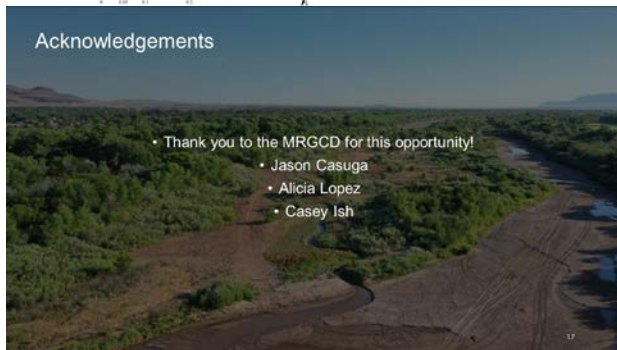 Acknowledgements
• Thank you to the MRGCD for this opportunity!
• Jason Casuga
• Alicia Lopez
• Casey Ish
17